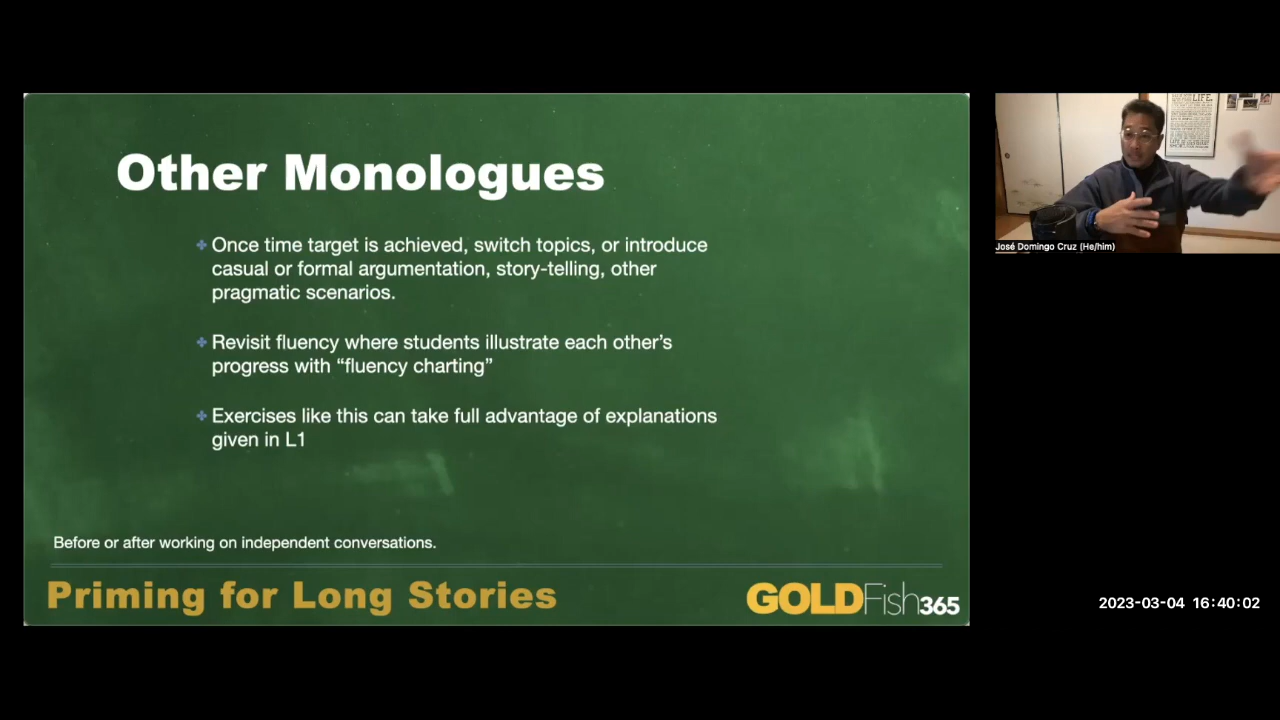 Other Monologues
Once time target is achieved, switch topics, or introduce
casual or formal argumentation, story-telling, other
pragmatic scenarios.
Revisit fluency where students illustrate each other’s
progress with “fluency charting”
Exercises like this can take full advantage of explanations
given in L1
Before or after working on independent conversations.
Priming for Long Stories
GOLDFish365
LIFE
José Domingo Cruz (He/him)
2023-03-04 16:40:02